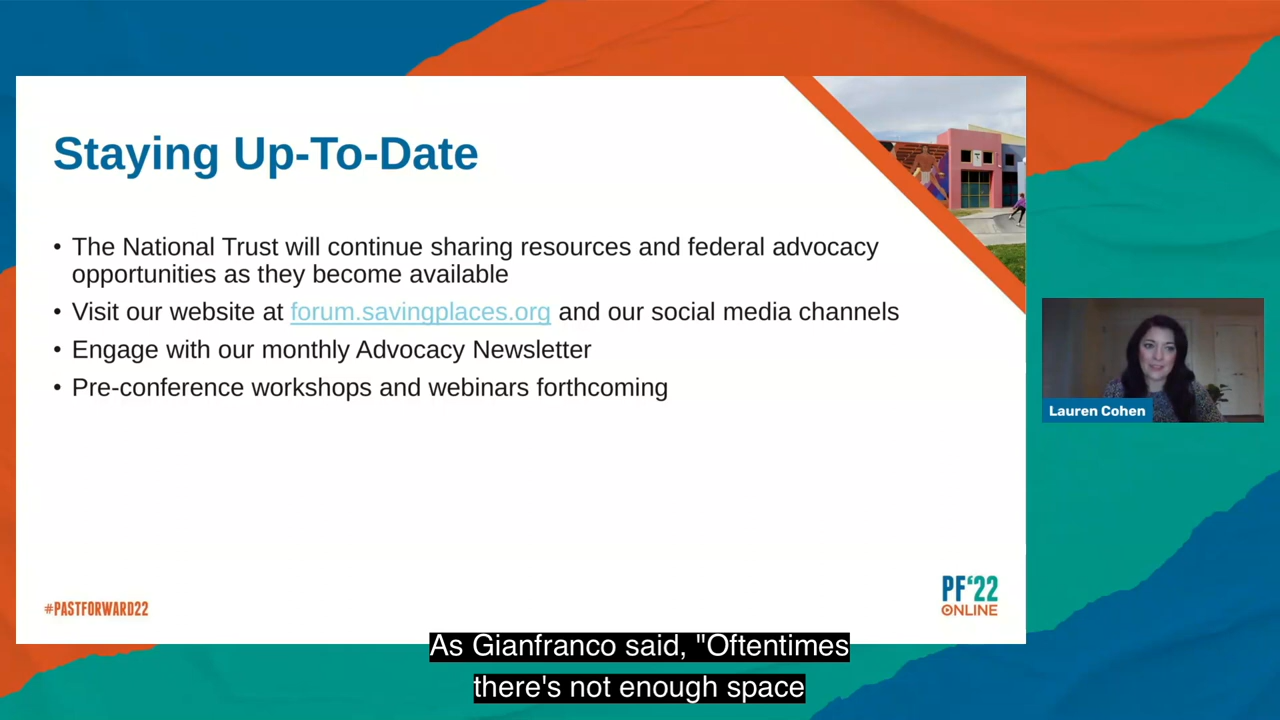 Staying Up-To-Date
• The National Trust will continue sharing resources and federal advocacy
opportunities as they become available
• Visit our website at forum.savingplaces.org and our social media channels
• Engage with our monthly Advocacy Newsletter
• Pre-conference workshops and webinars forthcoming
Lauren Cohen
#PASTFORWARD22
PF‘22
ONLINE
As Gianfranco said, "Oftentimes
there's not enough space